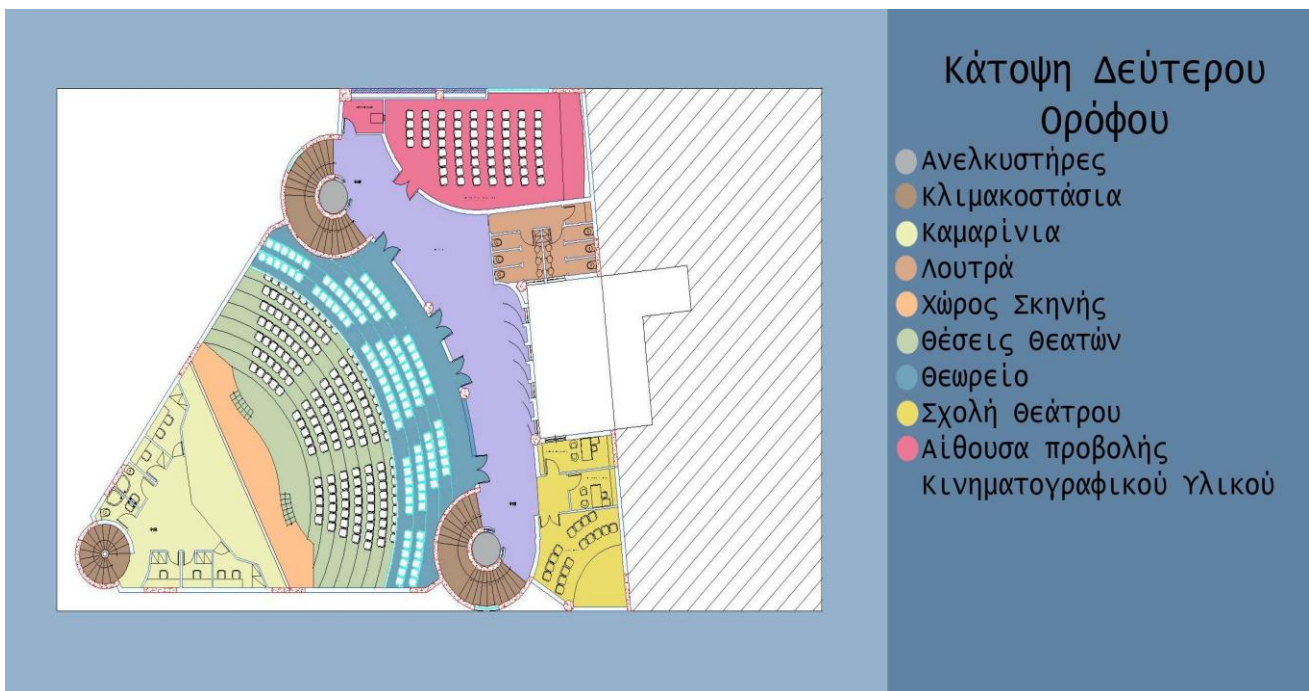 Κάτοψη Δεύτερου
Ορόφου
Ανελκυστήρες
Κλιμακοστάσια
Καμαρίνια
Λουτρά
Χώρος Σκηνής
Θέσεις Θεατών
Θεωρείο
Σχολή Θεάτρου
Αίθουσα προβολής
Κινηματογραφικού Υλικού